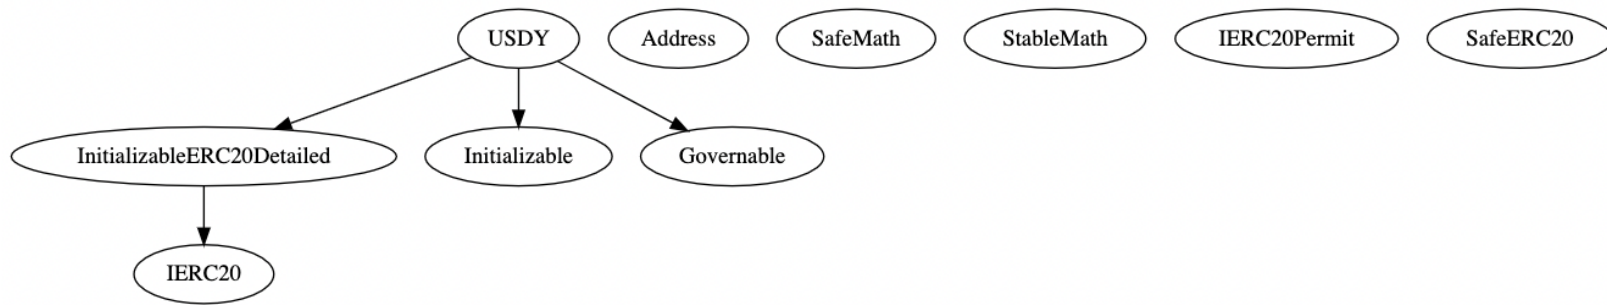 USDY
Address
SafeMath
StableMath
IERC20Permit
SafeERC20
InitializableERC20Detailed
Initializable
Governable
IERC20